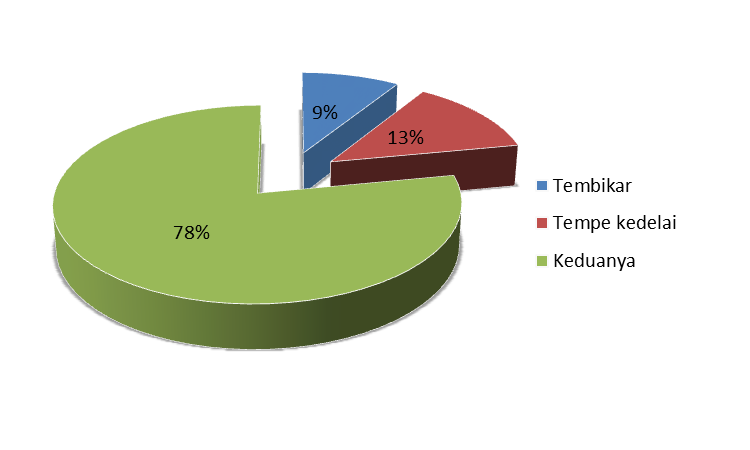 9%
13%
78%
Tembikar
Tempe kedelai
Keduanya